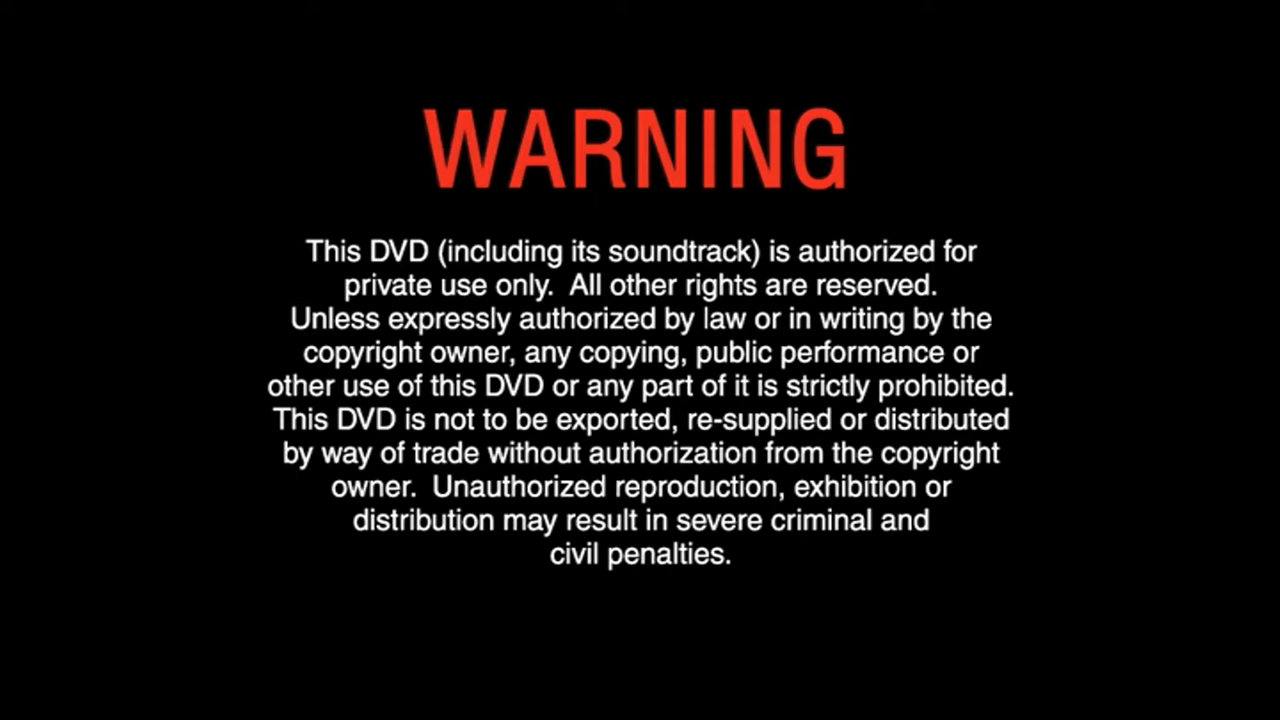 WARNING
This DVD (including its soundtrack) is authorized for
private use only.  All other rights are reserved.
Unless expressly authorized by law or in writing by the
copyright owner, any copying, public performance or
other use of this DVD or any part of it is strictly prohibited.
This DVD is not to be exported, re-supplied or distributed
by way of trade without authorization from the copyright
owner.  Unauthorized reproduction, exhibition or
distribution may result in severe criminal and
civil penalties.